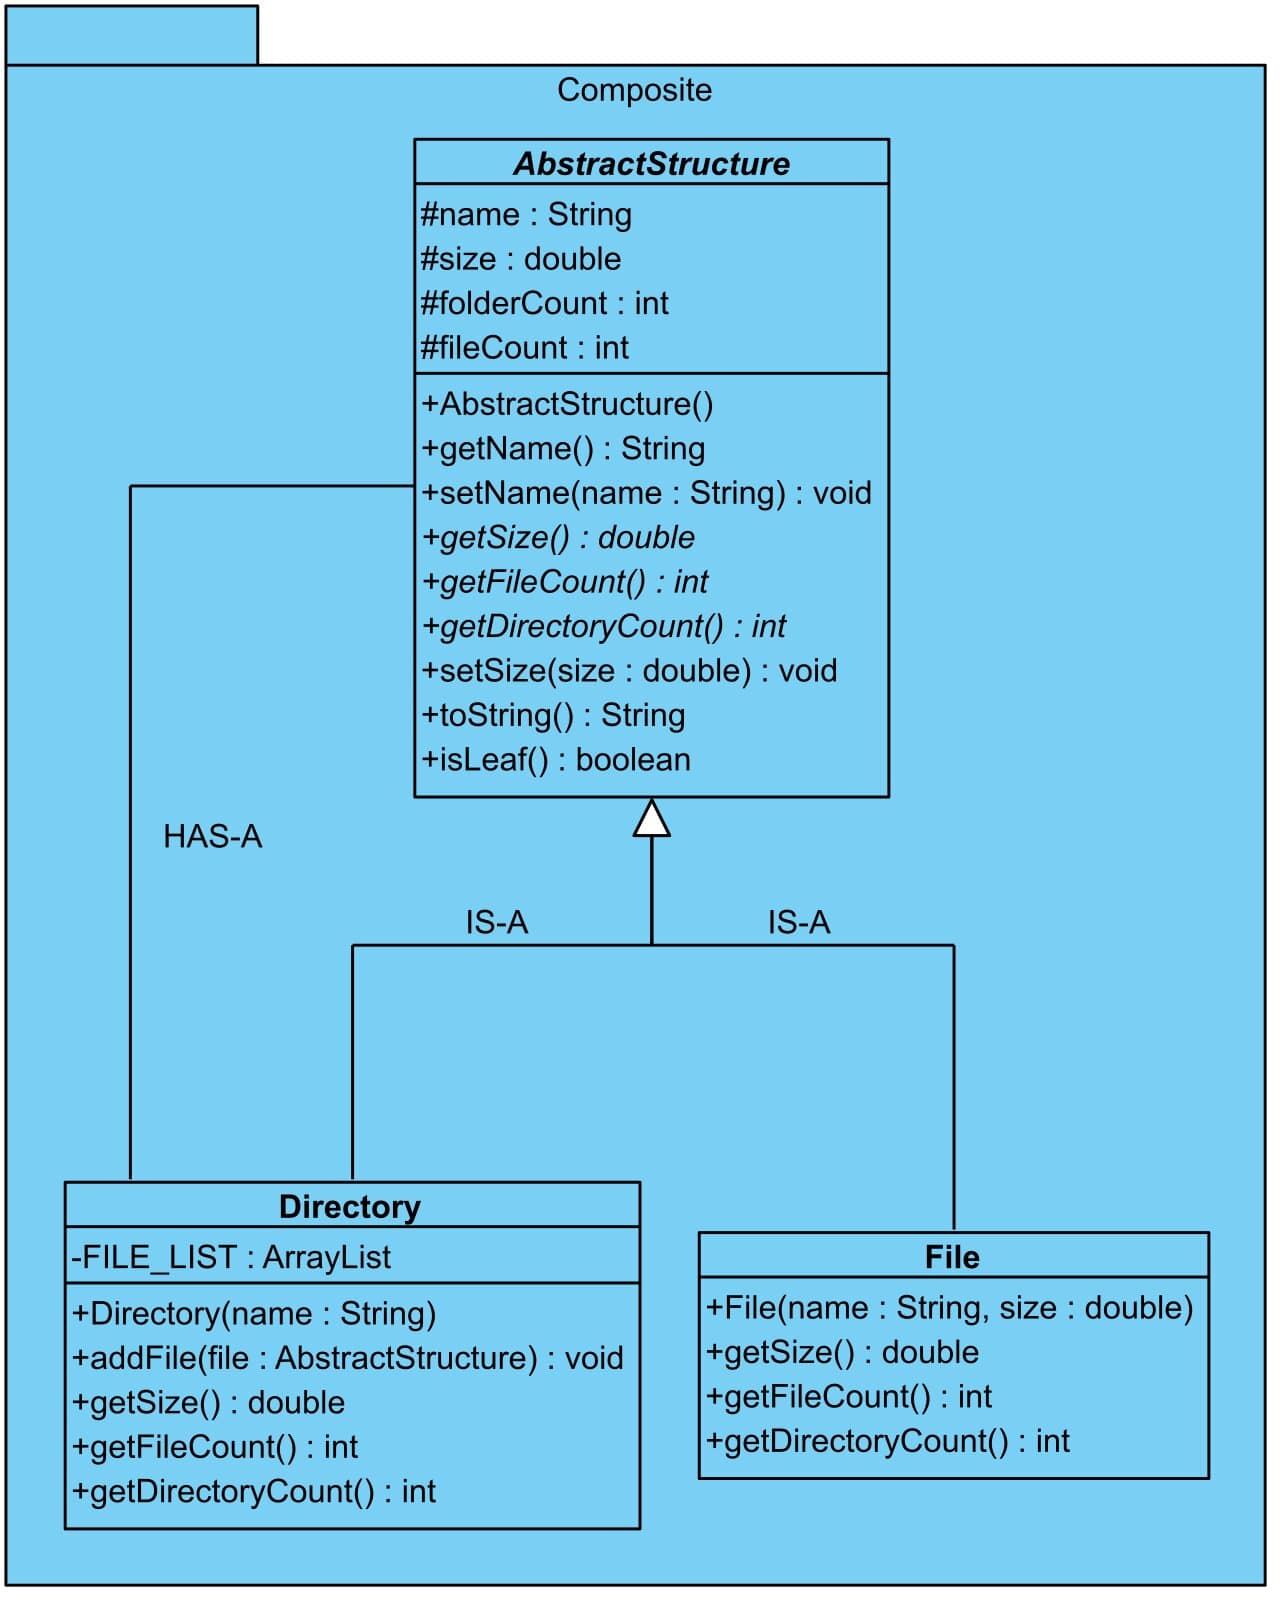 Composite
AbstractStructure
#name : String
#size : double
#folderCount : int
#fileCount : int
+AbstractStructure()
+getName() : String
+setName(name : String) : void
+getSize() : double
+getFileCount() : int
+getDirectoryCount() : int
+setSize(size : double) : void
+toString() : String
+isLeaf() : boolean
HAS-A
IS-A
IS-A
Directory
-FILE_LIST : ArrayList
+Directory(name : String)
+addFile(file : AbstractStructure) : void
+getSize() : double
+getFileCount() : int
+getDirectoryCount() : int
File
+File(name : String, size : double)
+getSize() : double
+getFileCount() : int
+getDirectoryCount() : int